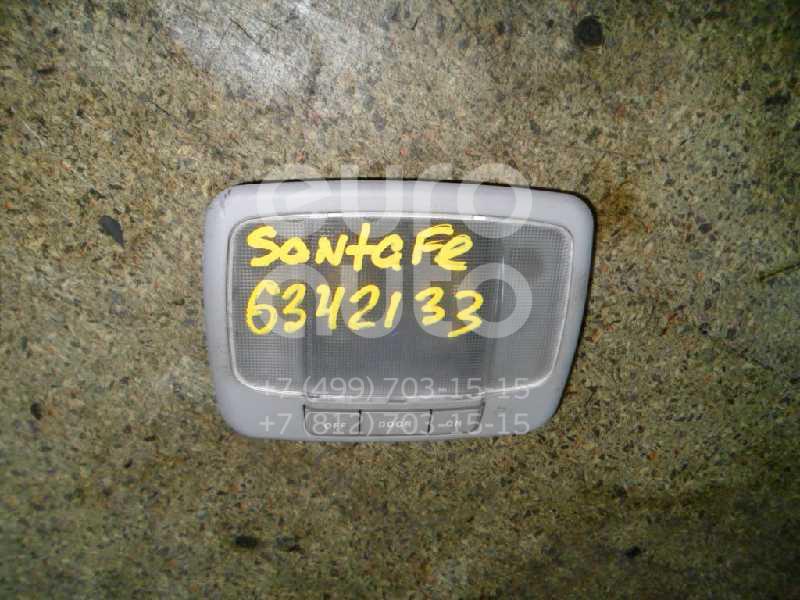 euro
auto
SantaFe
6342133
+7 (499) 703-15-15
+7 (812) 703-15-15
OFF DOOR ON